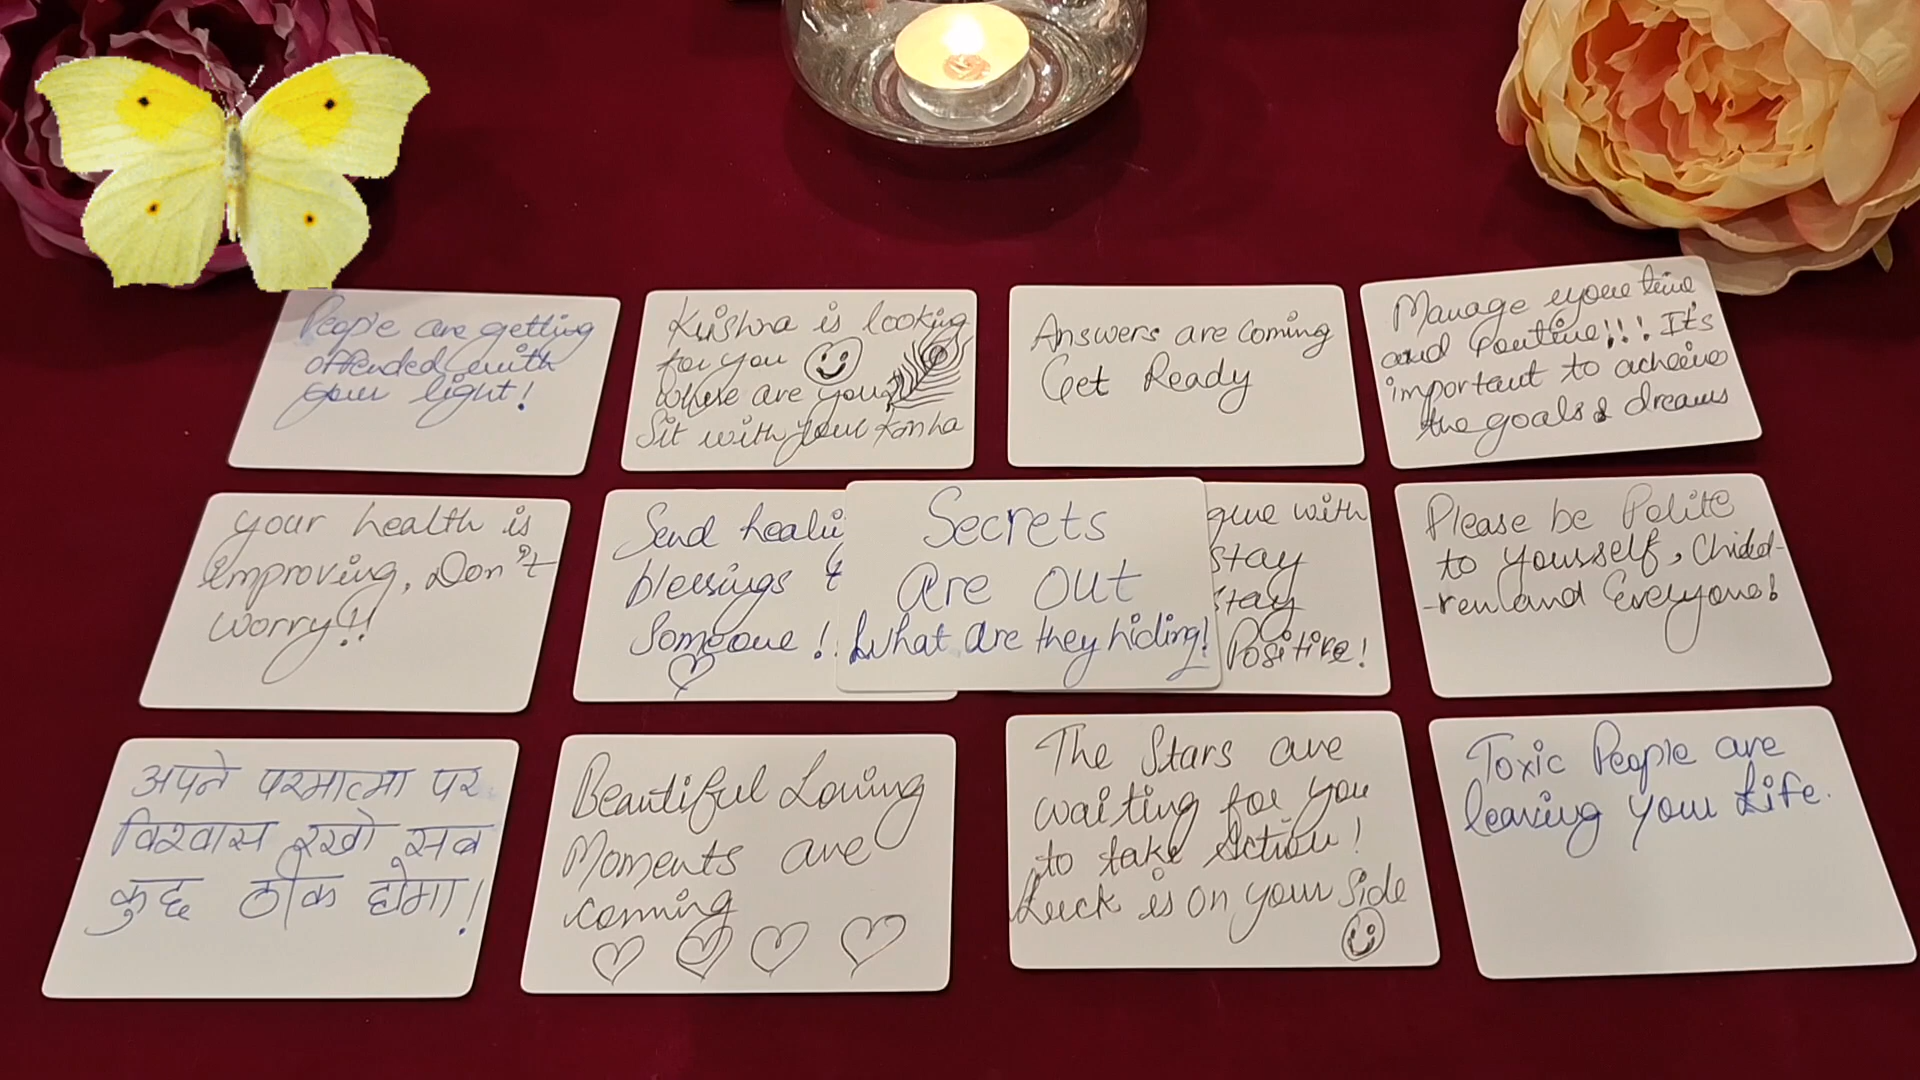 People are getting
offended with
your light!
Krishna is looking
for you
Where are you?
Sit with your Kanha
Answers are coming
Get Ready
Manage your time
and Routine!!! It's
important to acheive
the goals & dreams
your health is
improving, Don't
worry!!
Send
blessings
Someone!
Secrets
are out
What are they hiding!
with
stay
stay
Positive!
Please be Polite
to yourself, Child-
-ren and Everyone!
अपने परमात्मा पर
विश्वास रखो सब
कुछ ठीक होगा!
Beautiful Loving
Moments are
coming
The Stars are
waiting for you
to take Action!
Luck is on your Side
Toxic People are
leaving your Life.